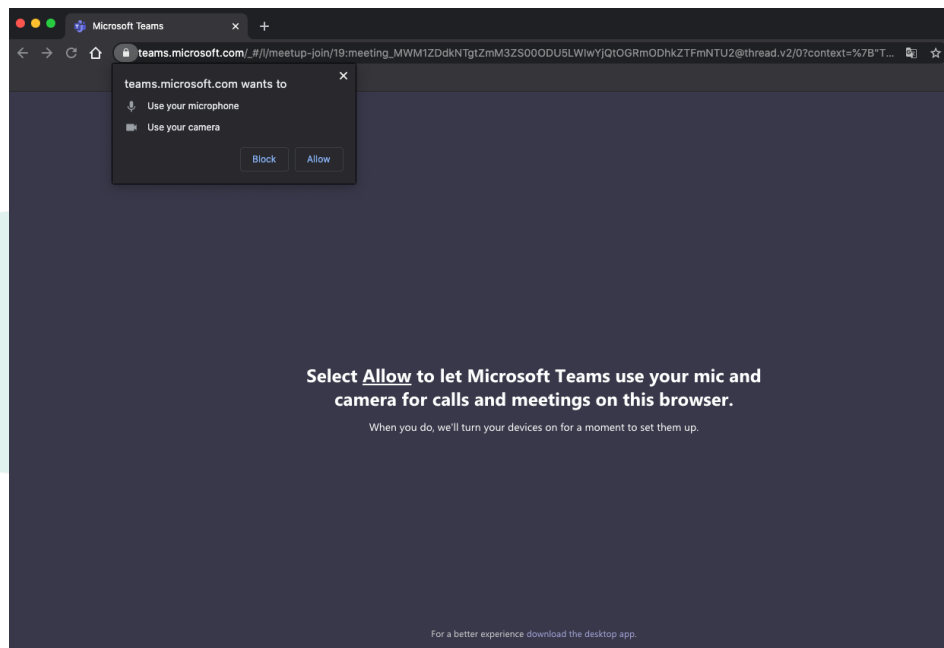 Microsoft Teams
teams.microsoft.com/_#/l/meetup-join/19:meeting_MWM1ZDdkNTgtZmM3ZS00ODU5LWIwYjQtOGRmODhkZTFmNTU2@thread.v2/0?context=%7B"T...
teams.microsoft.com wants to
Use your microphone
Use your camera
Block Allow
Select Allow to let Microsoft Teams use your mic and
camera for calls and meetings on this browser.
When you do, we'll turn your devices on for a moment to set them up.
For a better experience download the desktop app.